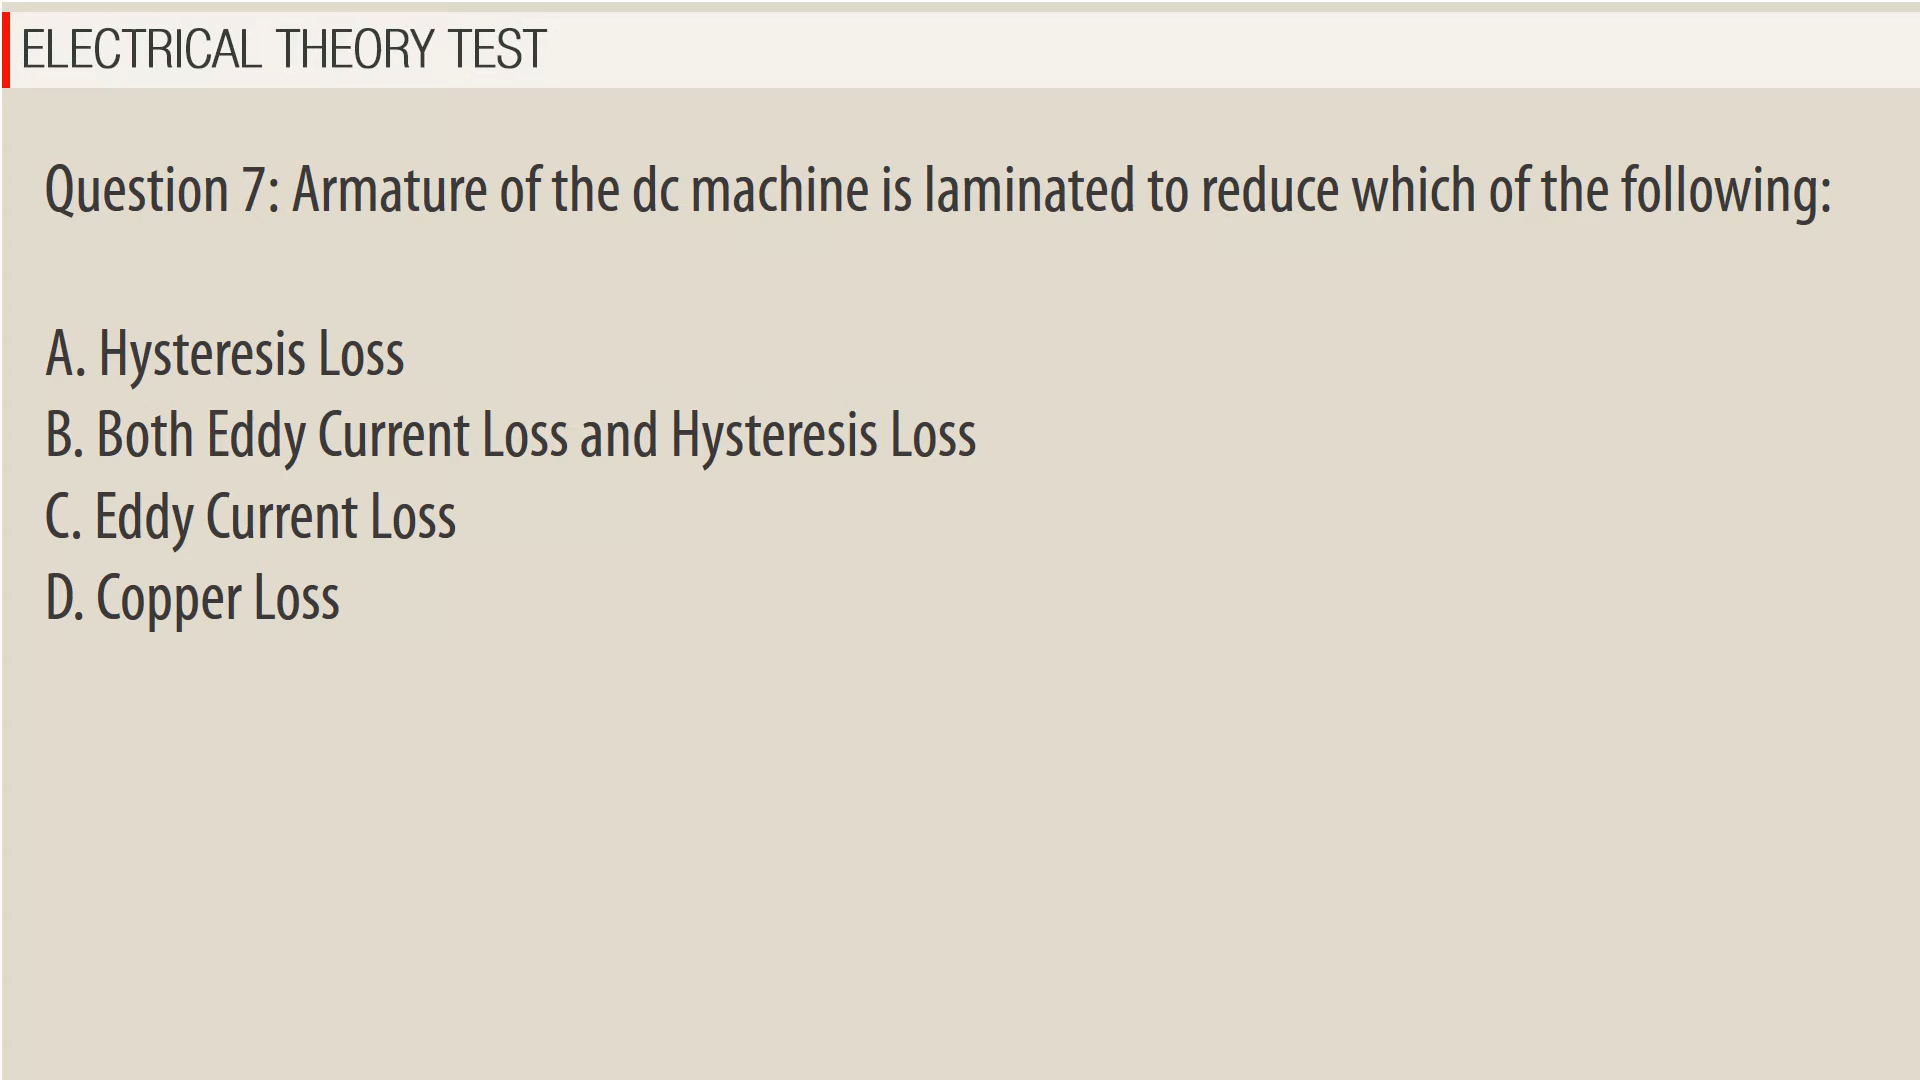 ELECTRICAL THEORY TEST
Question 7: Armature of the dc machine is laminated to reduce which of the following:
A. Hysteresis Loss
B. Both Eddy Current Loss and Hysteresis Loss
C. Eddy Current Loss
D. Copper Loss